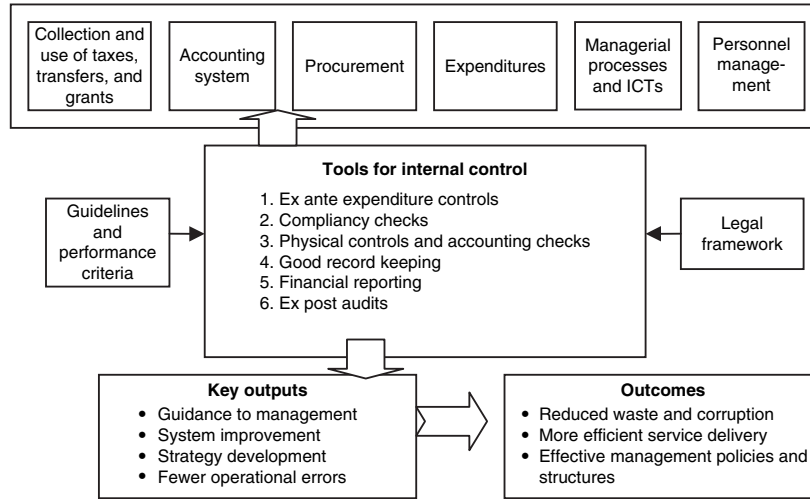 Collection and
use of taxes,
transfers, and
grants
Accounting
system
Procurement
Expenditures
Managerial
processes
and ICTs
Personnel
manage-
ment
Tools for internal control
1. Ex ante expenditure controls
2. Compliancy checks
3. Physical controls and accounting checks
4. Good record keeping
5. Financial reporting
6. Ex post audits
Guidelines
and
performance
criteria
Legal
framework
Key outputs
• Guidance to management
• System improvement
• Strategy development
• Fewer operational errors
Outcomes
• Reduced waste and corruption
• More efficient service delivery
• Effective management policies and
structures